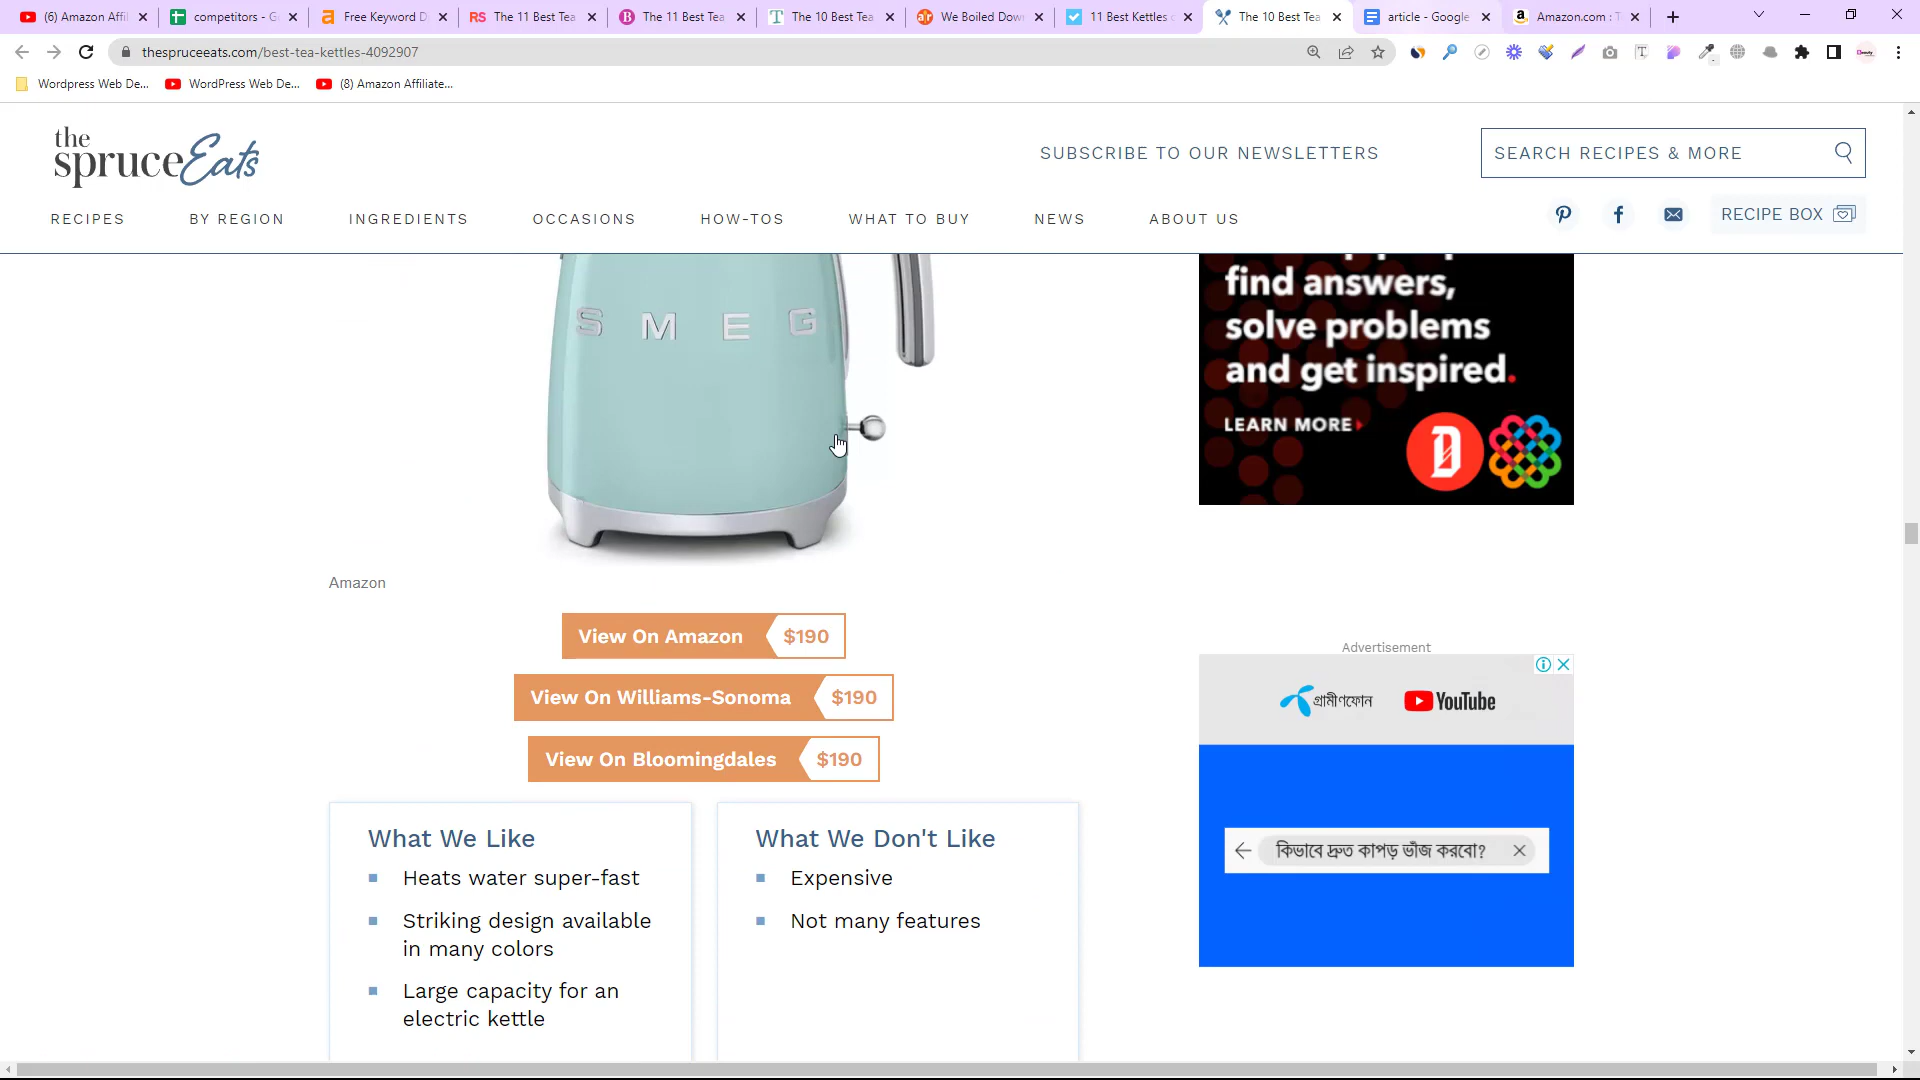 (6) Amazon Affil
competitors - G
Free Keyword D
The 11 Best Tea
The 11 Best Tea
The 10 Best Tea
We Boiled Dow
11 Best Kettles o
The 10 Best Tea
article - Google
Amazon.com : T
thespruceeats.com/best-tea-kettles-4092907
Wordpress Web De...
WordPress Web De...
(8) Amazon Affiliate...
the
spruceEats
SUBSCRIBE TO OUR NEWSLETTERS
SEARCH RECIPES & MORE
RECIPES
BY REGION
INGREDIENTS
OCCASIONS
HOW-TOS
WHAT TO BUY
NEWS
ABOUT US
RECIPE BOX
SMEG
find answers,
solve problems
and get inspired.
LEARN MORE
Amazon
View On Amazon $190
View On Williams-Sonoma $190
View On Bloomingdales $190
Advertisement
গ্রামীণফোন
YouTube
কিভাবে দ্রুত কাপড় ভাঁজ করবো?
What We Like
Heats water super-fast
Striking design available
in many colors
Large capacity for an
electric kettle
What We Don't Like
Expensive
Not many features